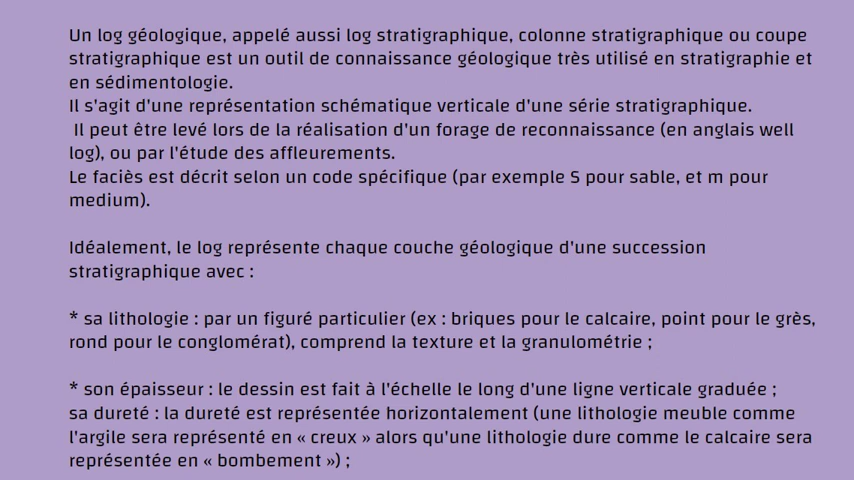 Un log géologique, appelé aussi log stratigraphique, colonne stratigraphique ou coupe
stratigraphique est un outil de connaissance géologique très utilisé en stratigraphie et
en sédimentologie.
Il s'agit d'une représentation schématique verticale d'une série stratigraphique.
Il peut être levé lors de la réalisation d'un forage de reconnaissance (en anglais well
log), ou par l'étude des affleurements.
Le faciès est décrit selon un code spécifique (par exemple S pour sable, et m pour
medium).
Idéalement, le log représente chaque couche géologique d'une succession
stratigraphique avec :
* sa lithologie : par un figuré particulier (ex : briques pour le calcaire, point pour le grès,
rond pour le conglomérat), comprend la texture et la granulométrie ;
* son épaisseur : le dessin est fait à l'échelle le long d'une ligne verticale graduée ;
sa dureté : la dureté est représentée horizontalement (une lithologie meuble comme
l'argile sera représenté en « creux » alors qu'une lithologie dure comme le calcaire sera
représentée en « bombement ») ;